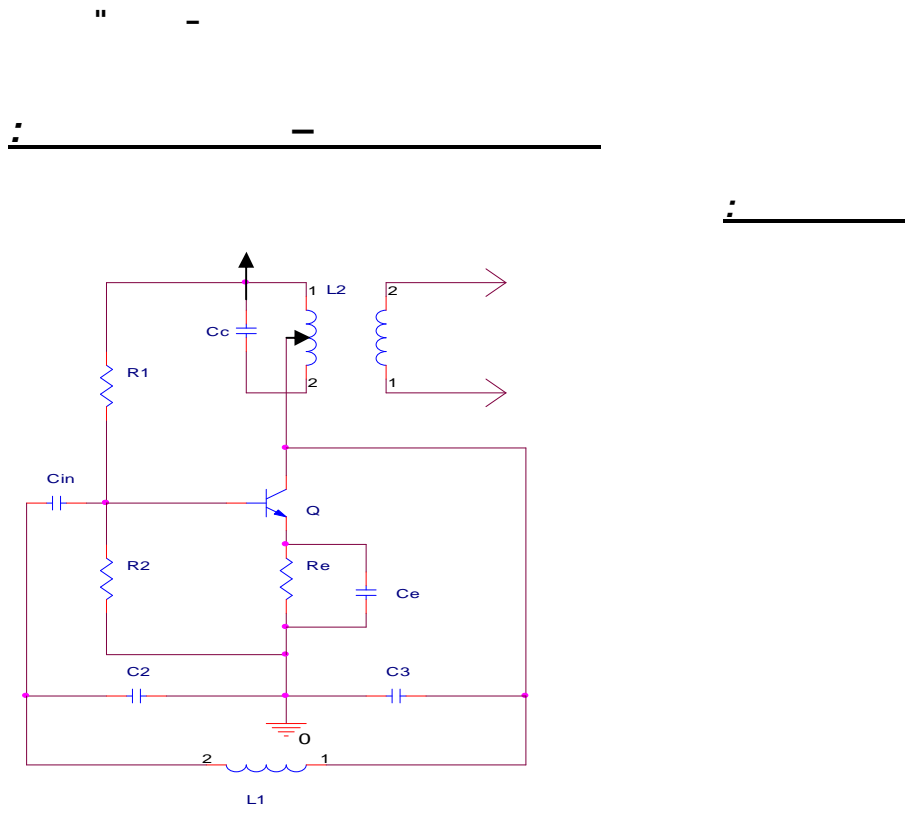 " –
: –
:
1 L2 2
Cc
R1 2 1
Cin
Q
R2 Re
Ce
C2 C3
0
2 1
L1